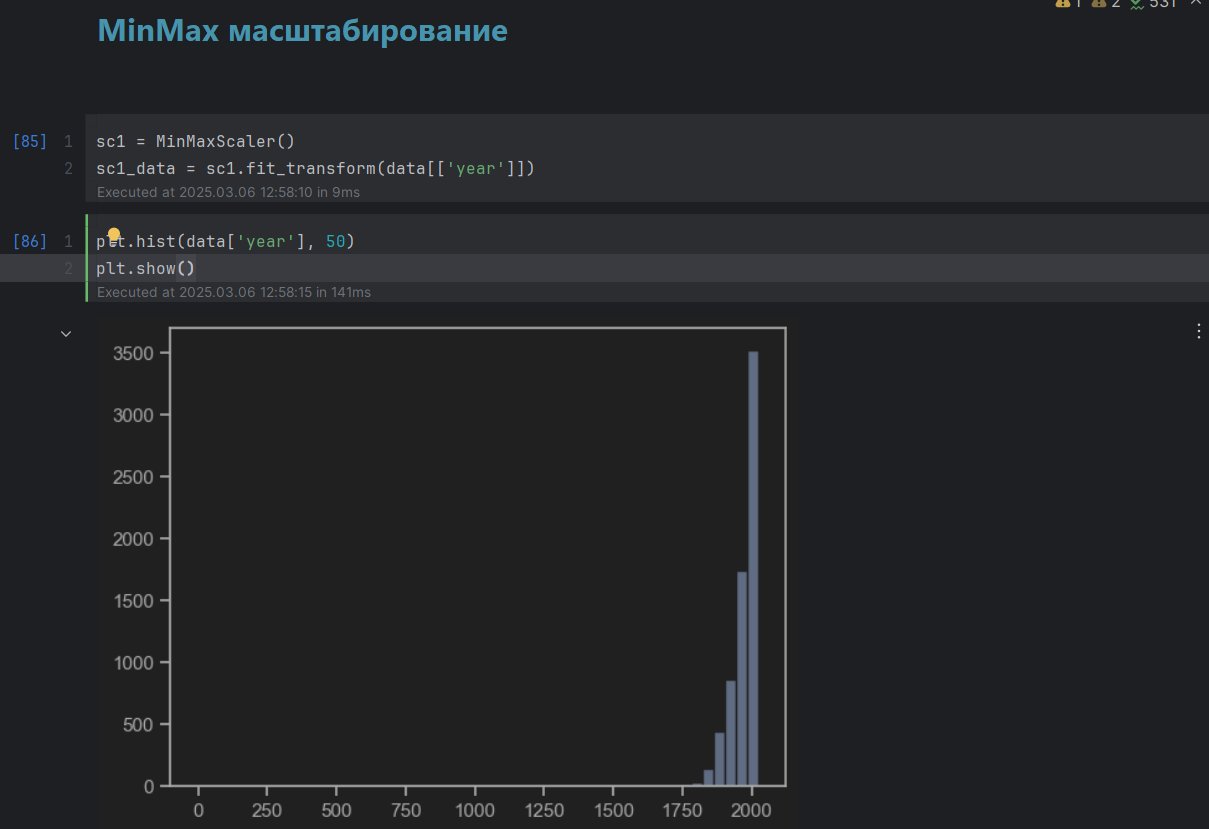 1 2 531
MinMax масштабирование
[85] 1 sc1 = MinMaxScaler()
2 sc1_data = sc1.fit_transform(data[['year']])
Executed at 2025.03.06 12:58:10 in 9ms
[86] 1 plt.hist(data['year'], 50)
2 plt.show()
Executed at 2025.03.06 12:58:15 in 141ms
3500
3000
2500
2000
1500
1000
500
0
0 250 500 750 1000 1250 1500 1750 2000